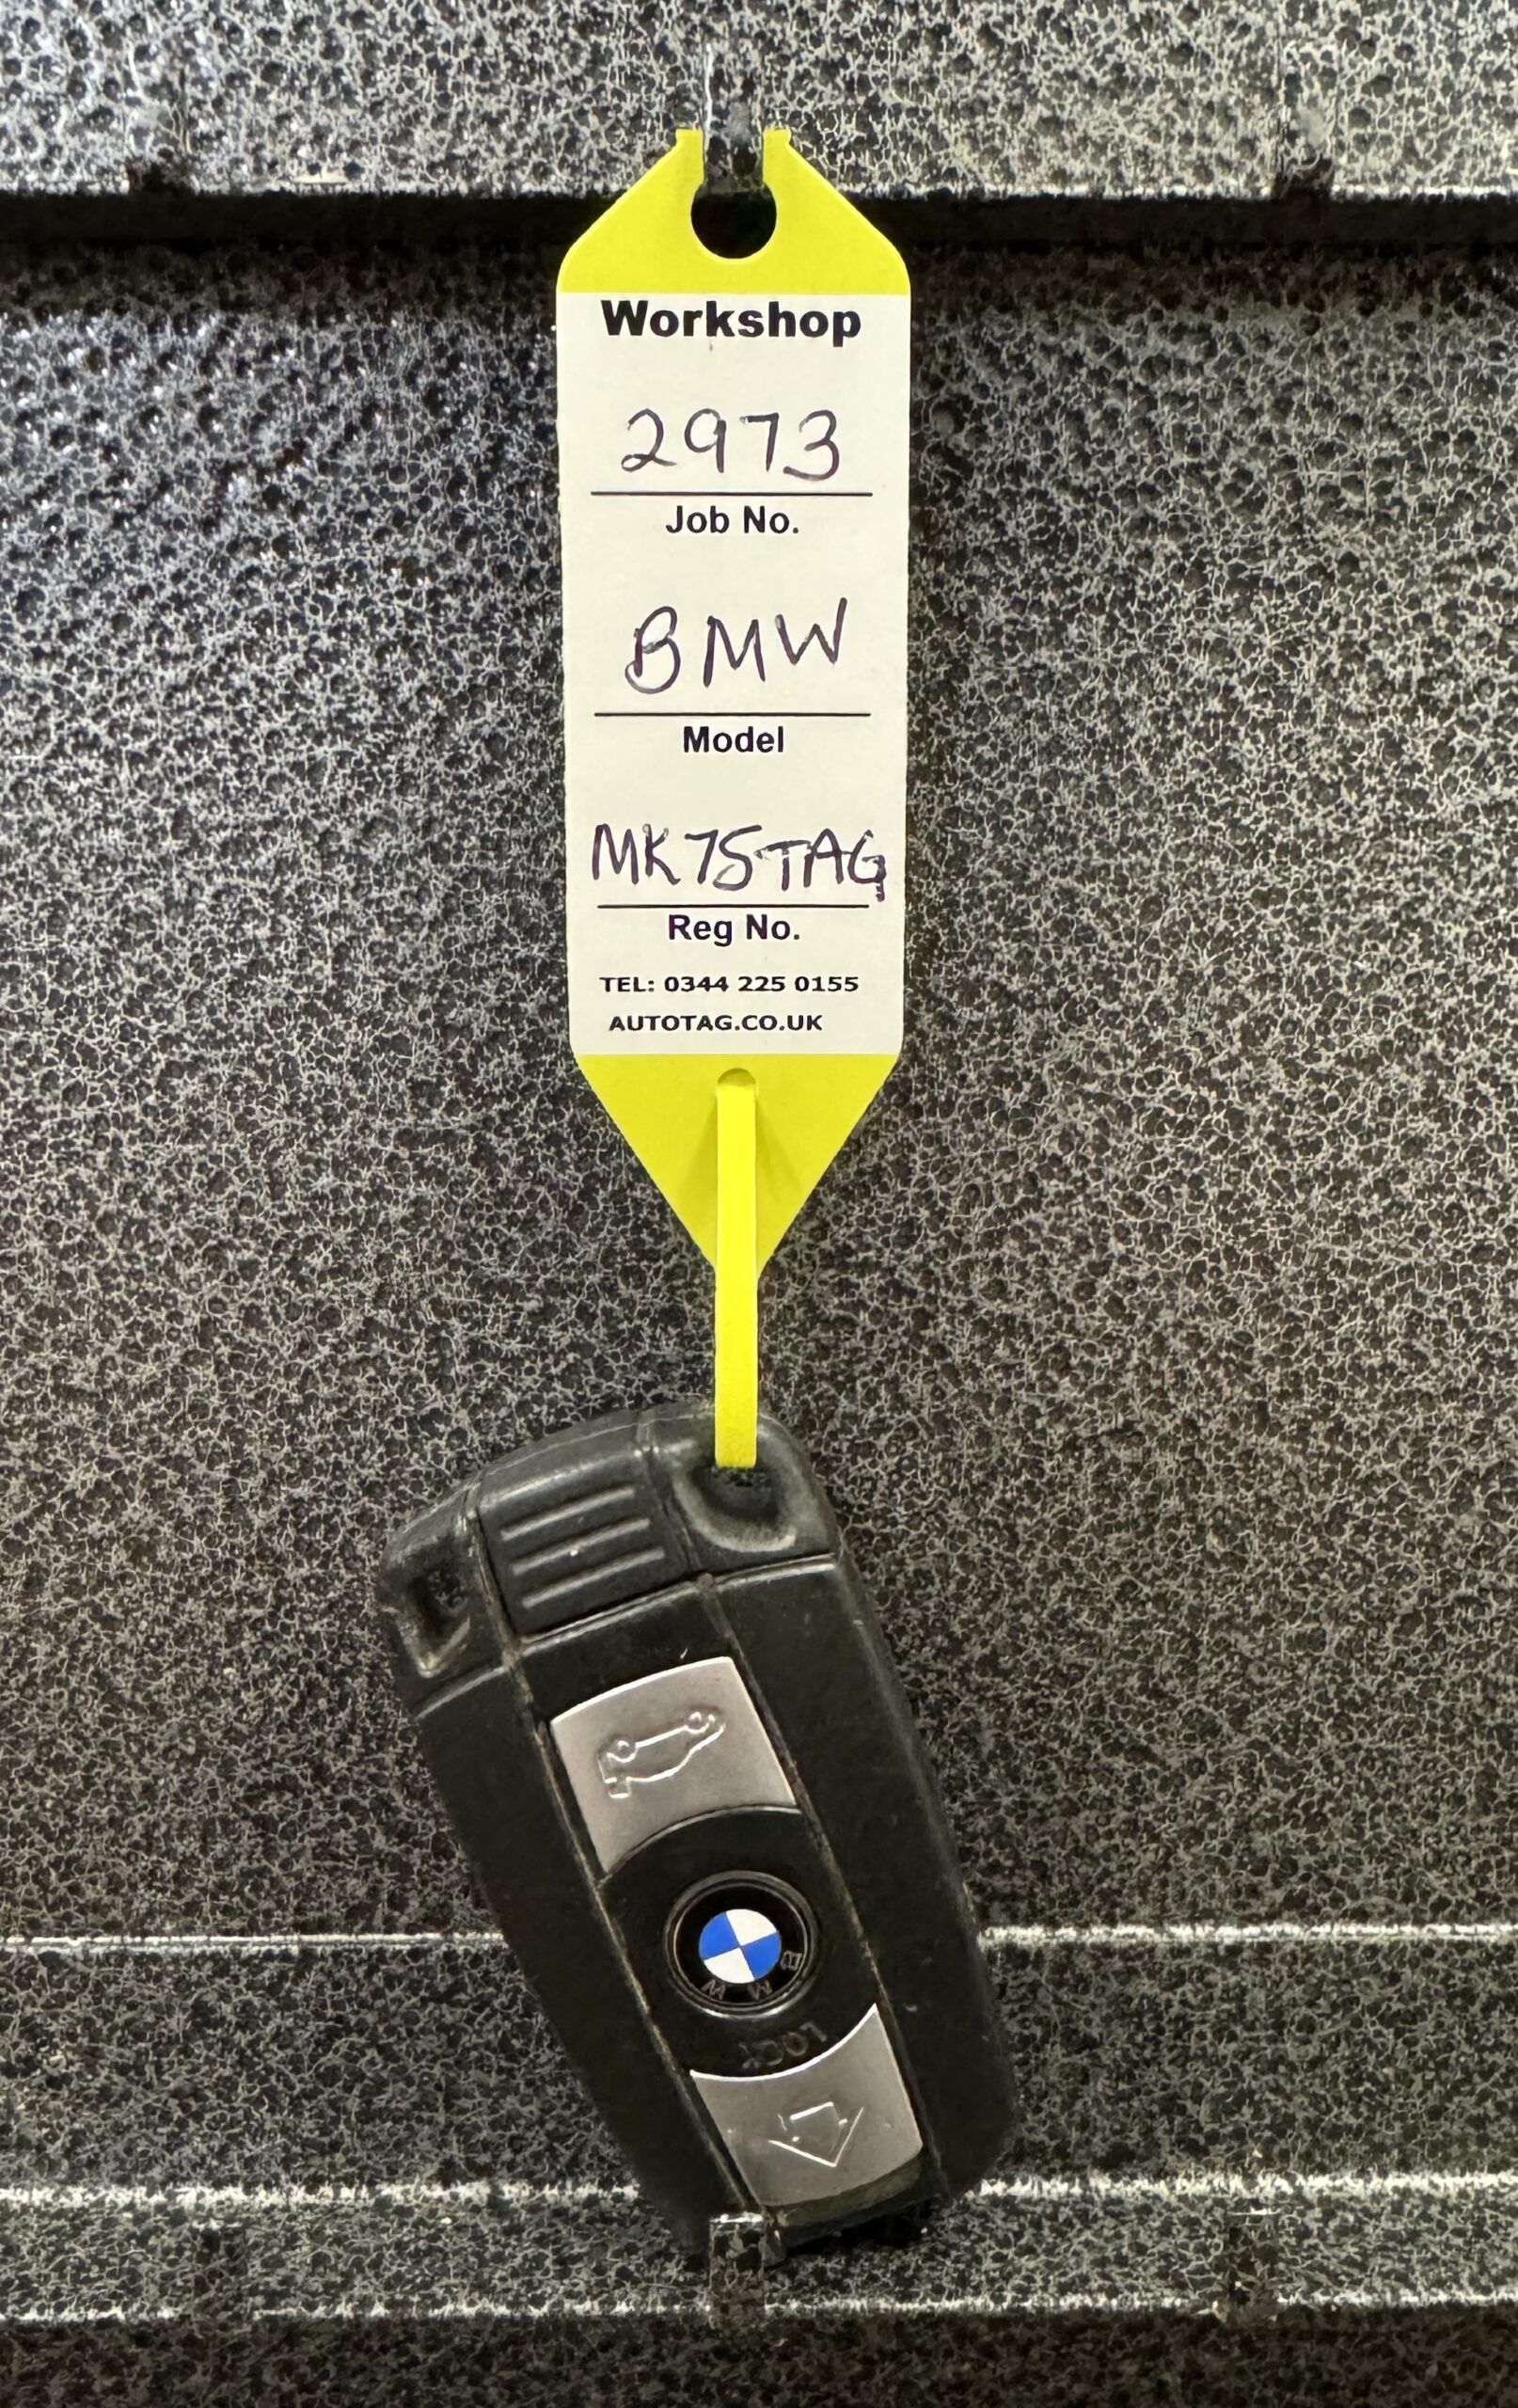 Workshop
2973
Job No.
BMW
Model
MK75TAG
Reg No.
TEL: 0344 225 0155
AUTOTAG.CO.UK
BMW
LOCK